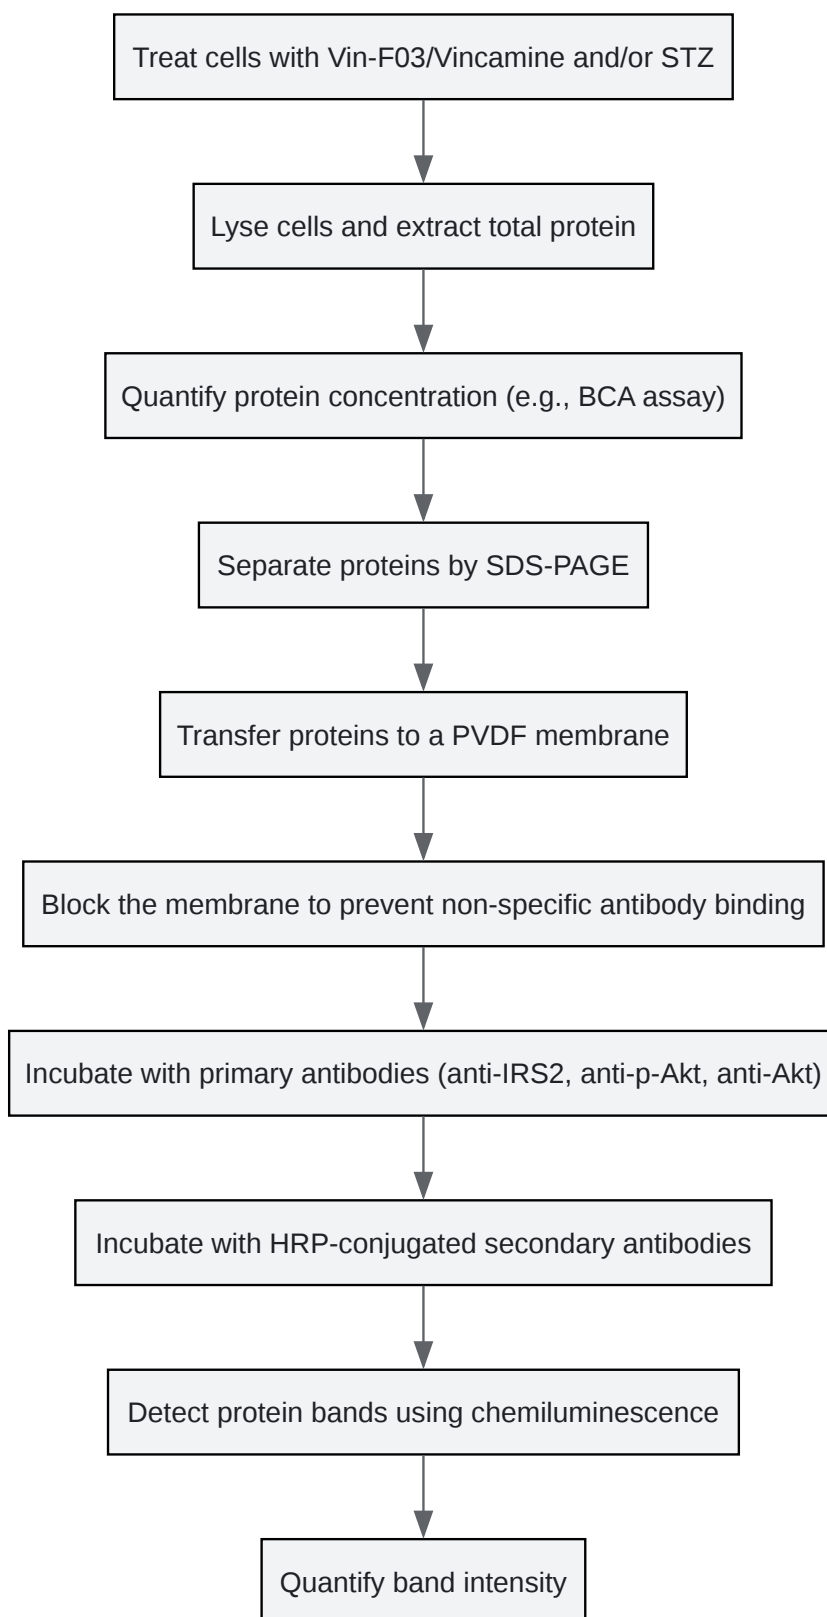 Treat cells with Vin-F03/Vincamine and/or STZ
Lyse cells and extract total protein
Quantify protein concentration (e.g., BCA assay)
Separate proteins by SDS-PAGE
Transfer proteins to a PVDF membrane
Block the membrane to prevent non-specific antibody binding
Incubate with primary antibodies (anti-IRS2, anti-p-Akt, anti-Akt)
Incubate with HRP-conjugated secondary antibodies
Detect protein bands using chemiluminescence
Quantify band intensity